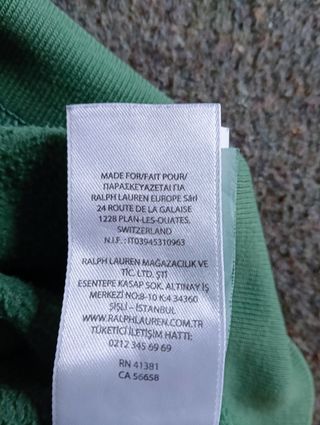 MADE FOR/FAIT POUR/
ΠΑΡΑΣΚΕΥΑΖΕΤΑΙ ΓΙΑ
RALPH LAUREN EUROPE Sàrl
24 ROUTE DE LA GALAISE
1228 PLAN-LES-OUATES,
SWITZERLAND
N.I.F.: IT03945310963
RALPH LAUREN MAĞAZACILIK VE
TİC. LTD. ŞTİ
ESENTEPE KASAP SOK. ALTINAY İŞ
MERKEZİ NO:8-10 K:4 34360
ŞİŞLİ - İSTANBUL
WWW.RALPHLAUREN.COM.TR
TÜKETİCİ İLETİŞİM HATTI:
0212 345 69 69
RN 41381
CA 56658